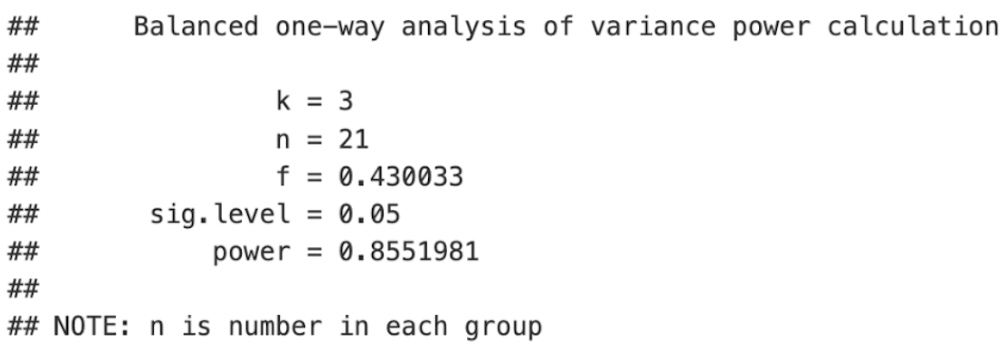 ##      Balanced one-way analysis of variance power calculation
##
##               k = 3
##               n = 21
##               f = 0.430033
##       sig.level = 0.05
##           power = 0.8551981
##
## NOTE: n is number in each group